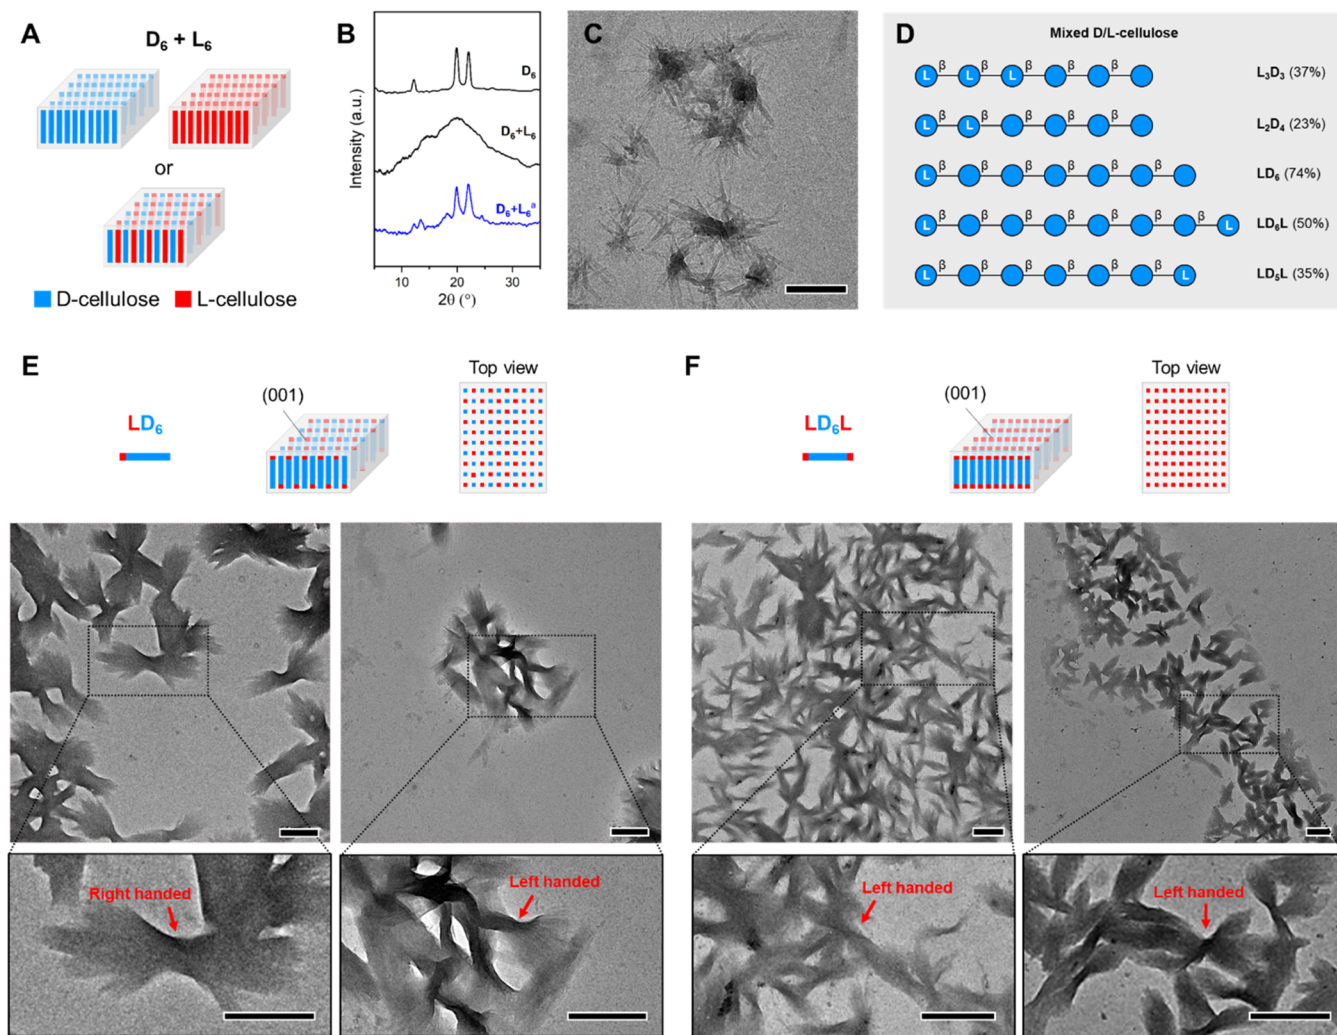 A
D₆ + L₆
or
D-cellulose
L-cellulose
B
Intensity (a.u.)
D₆
D₆+L₆
D₆+L₆ᵃ
10 20 30
2θ (°)
C
D
Mixed D/L-cellulose
L β L β L β β β
L₃D₃ (37%)
L β L β β β β
L₂D₄ (23%)
L β β β β β β
LD₆ (74%)
L β β β β β β β L
LD₆L (50%)
L β β β β β β L
LD₅L (35%)
E
LD₆
(001)
Top view
Right handed
Left handed
F
LD₆L
(001)
Top view
Left handed
Left handed